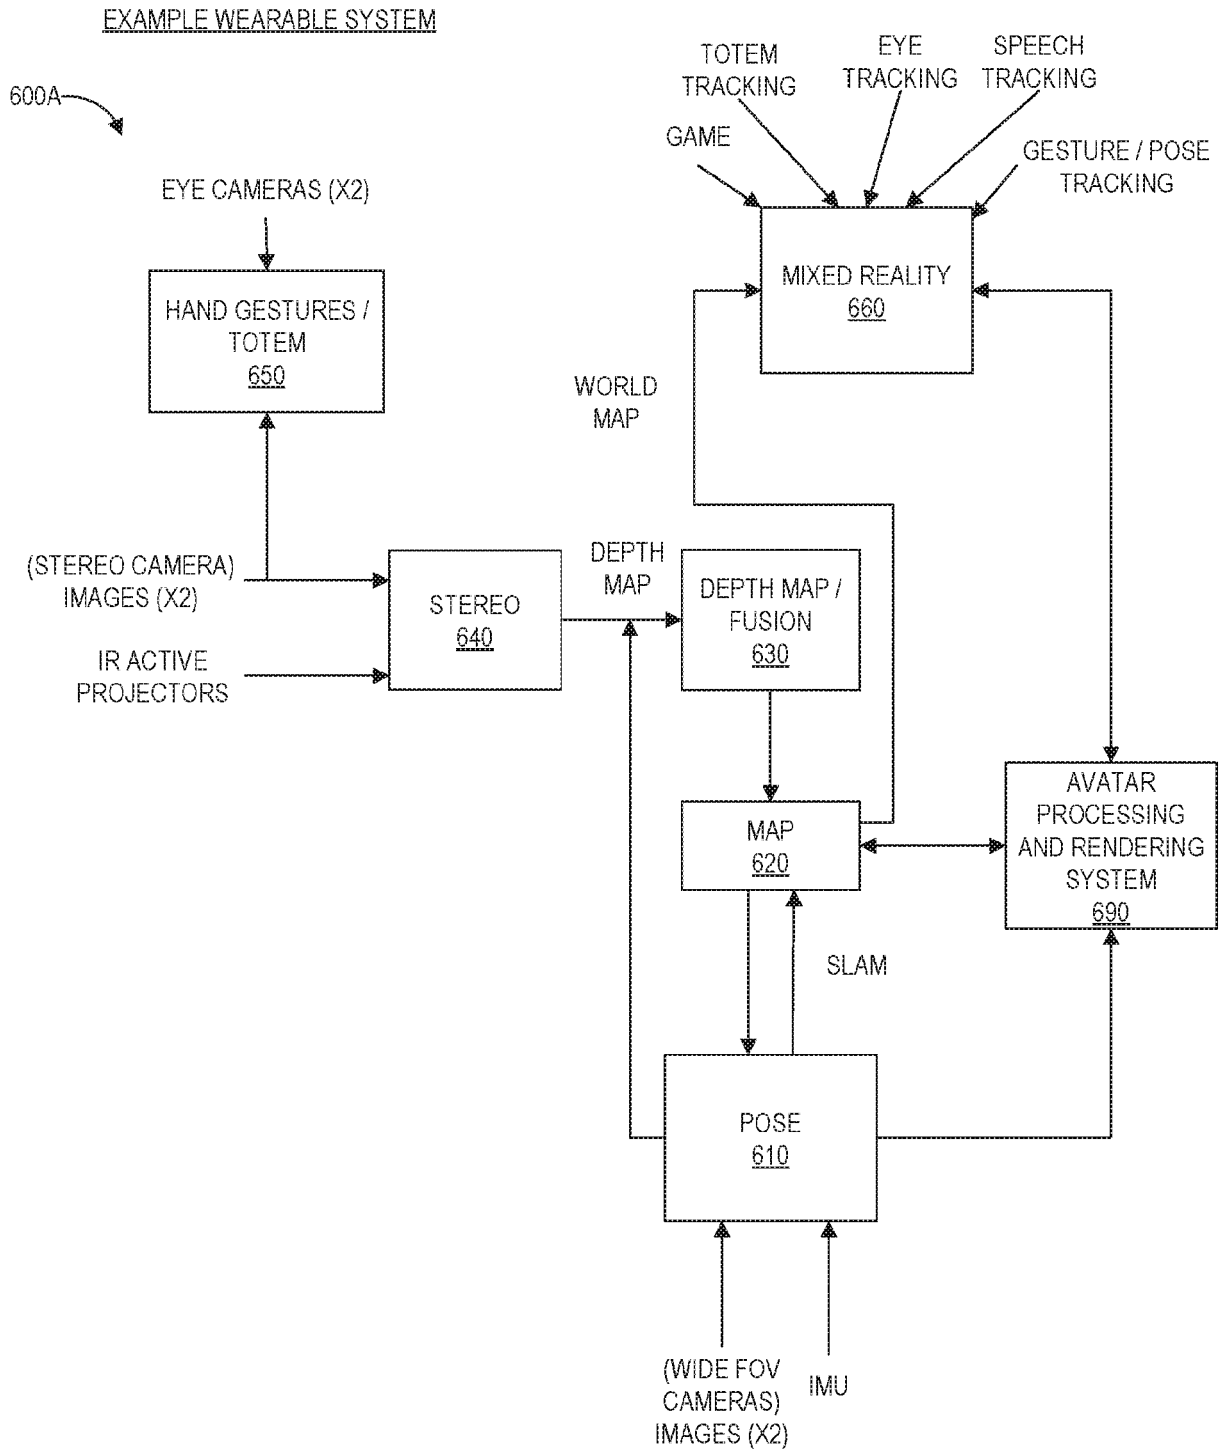 EXAMPLE WEARABLE SYSTEM
600A
TOTEM
TRACKING
EYE
TRACKING
SPEECH
TRACKING
GAME
GESTURE / POSE
TRACKING
EYE CAMERAS (X2)
MIXED REALITY
660
HAND GESTURES /
TOTEM
650
WORLD
MAP
(STEREO CAMERA)
IMAGES (X2)
STEREO
640
DEPTH
MAP
DEPTH MAP /
FUSION
630
IR ACTIVE
PROJECTORS
MAP
620
AVATAR
PROCESSING
AND RENDERING
SYSTEM
690
SLAM
POSE
610
(WIDE FOV
CAMERAS)
IMAGES (X2)
IMU